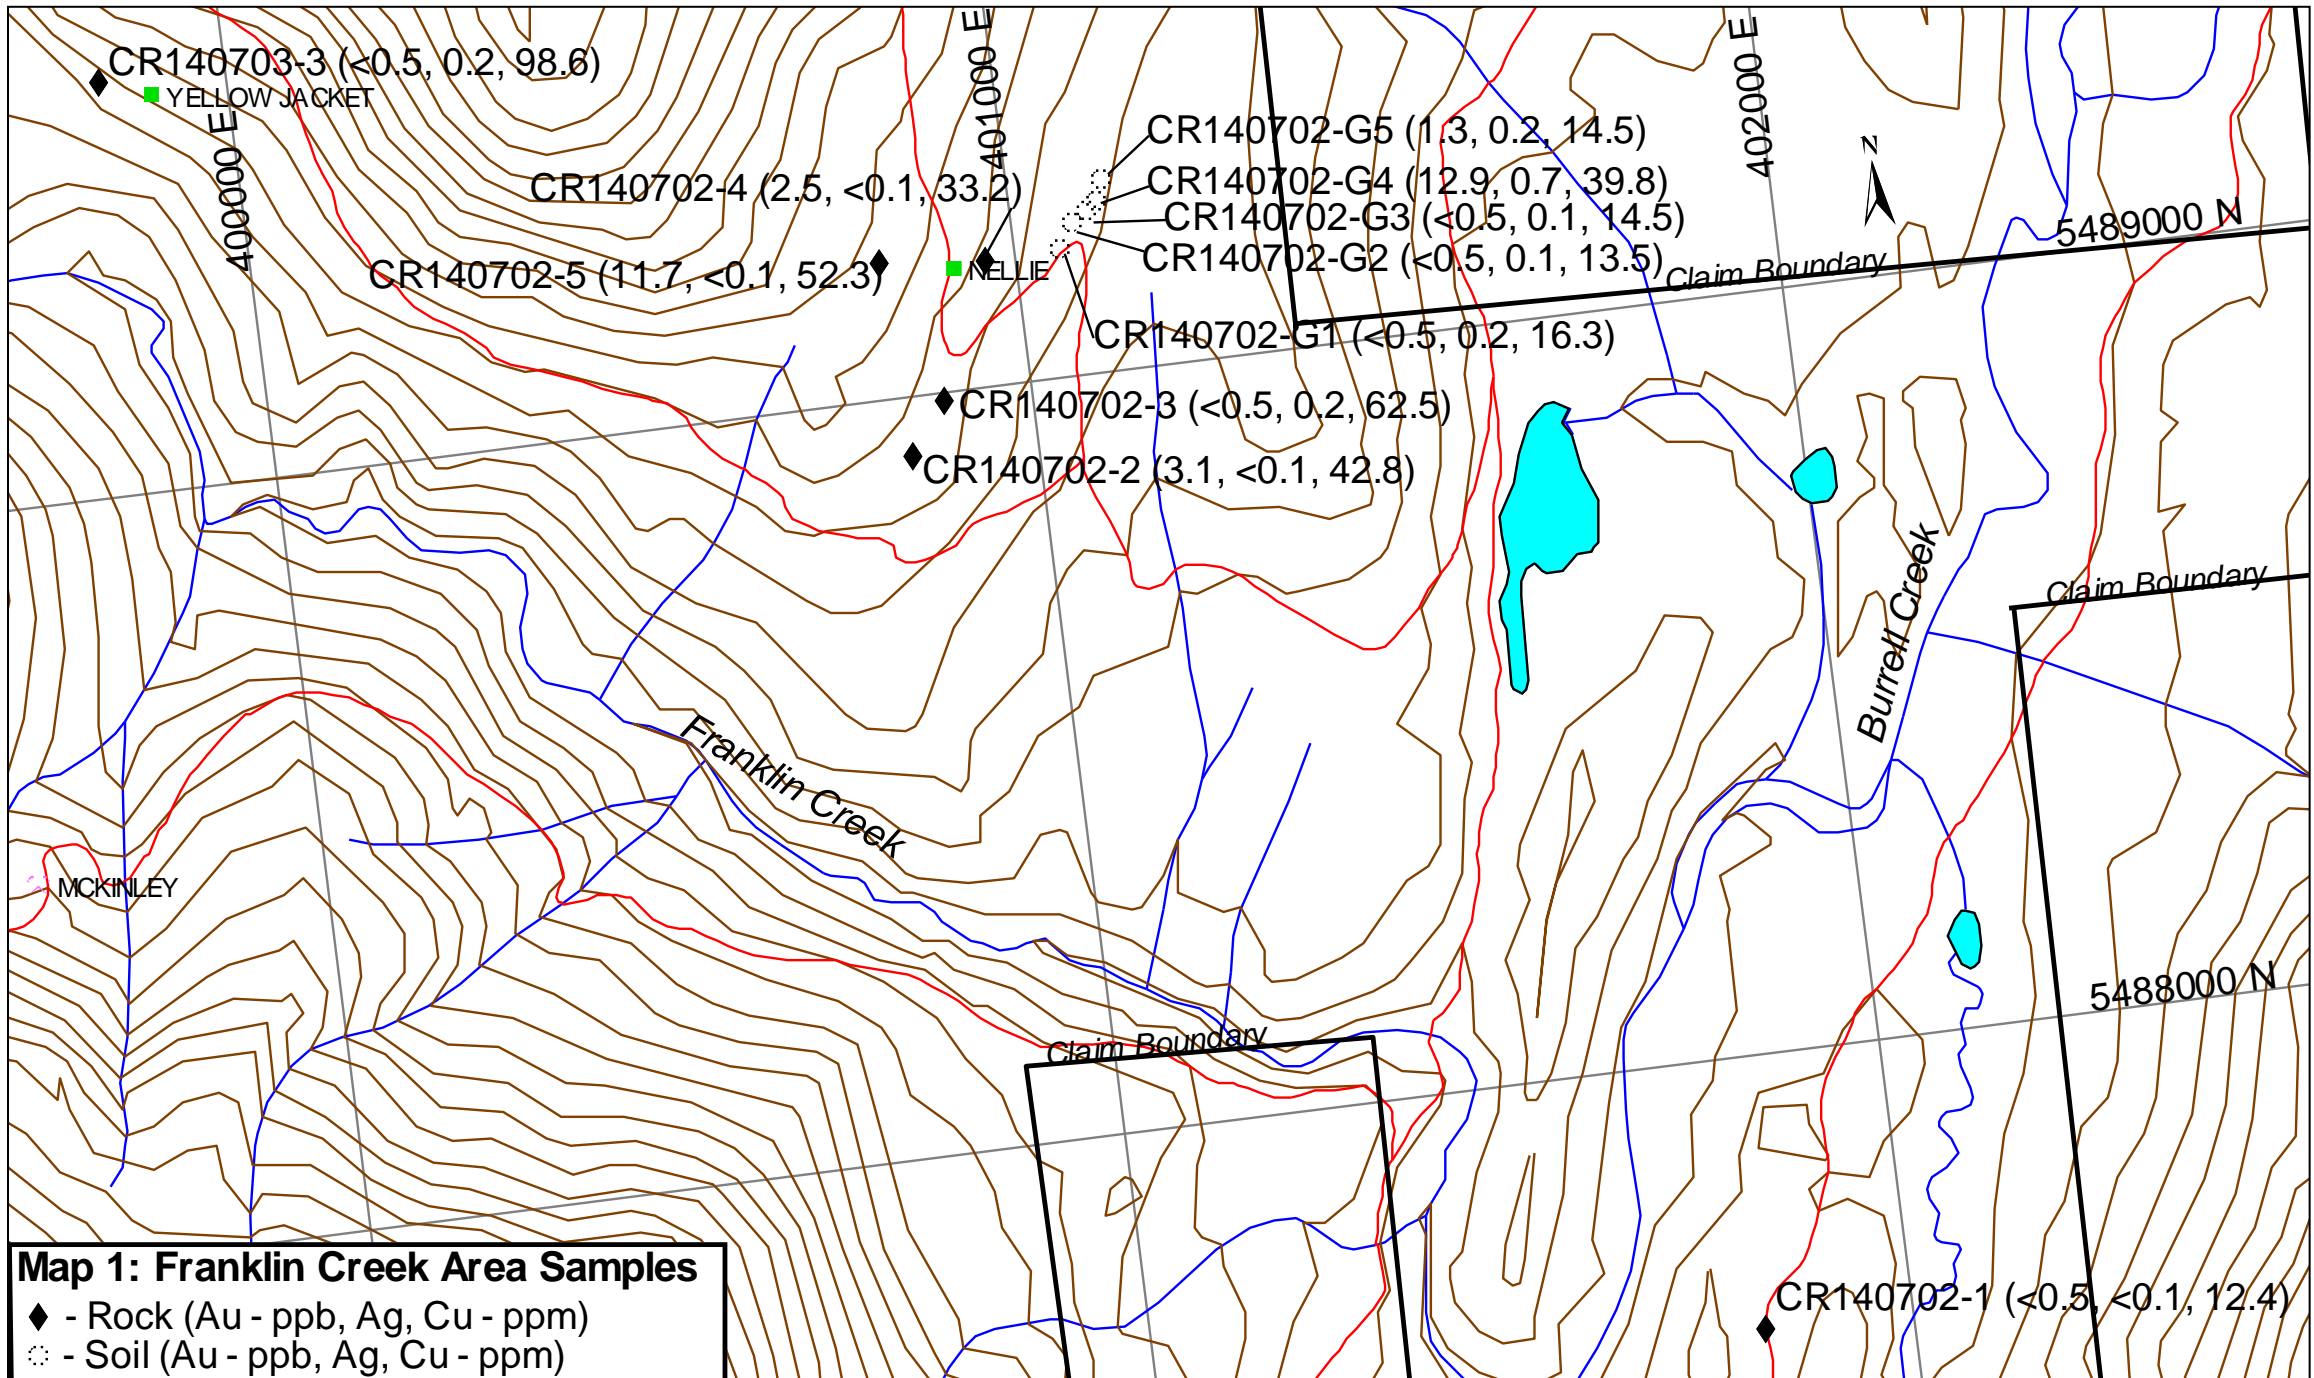 CR140703-3 (<0.5, 0.2, 98.6)
YELLOW JACKET
400000 E
401000 E
402000 E
N
CR140702-G5 (1.3, 0.2, 14.5)
CR140702-4 (2.5, <0.1, 33.2)
CR140702-G4 (12.9, 0.7, 39.8)
CR140702-G3 (<0.5, 0.1, 14.5)
5489000 N
CR140702-G2 (<0.5, 0.1, 13.5)
CR140702-5 (11.7, <0.1, 52.3)
NELLIE
Claim Boundary
CR140702-G1 (<0.5, 0.2, 16.3)
CR140702-3 (<0.5, 0.2, 62.5)
CR140702-2 (3.1, <0.1, 42.8)
Claim Boundary
Burrell Creek
Franklin Creek
MCKINLEY
5488000 N
Claim Boundary
CR140702-1 (<0.5, <0.1, 12.4)
Map 1: Franklin Creek Area Samples
- Rock (Au - ppb, Ag, Cu - ppm)
- Soil (Au - ppb, Ag, Cu - ppm)